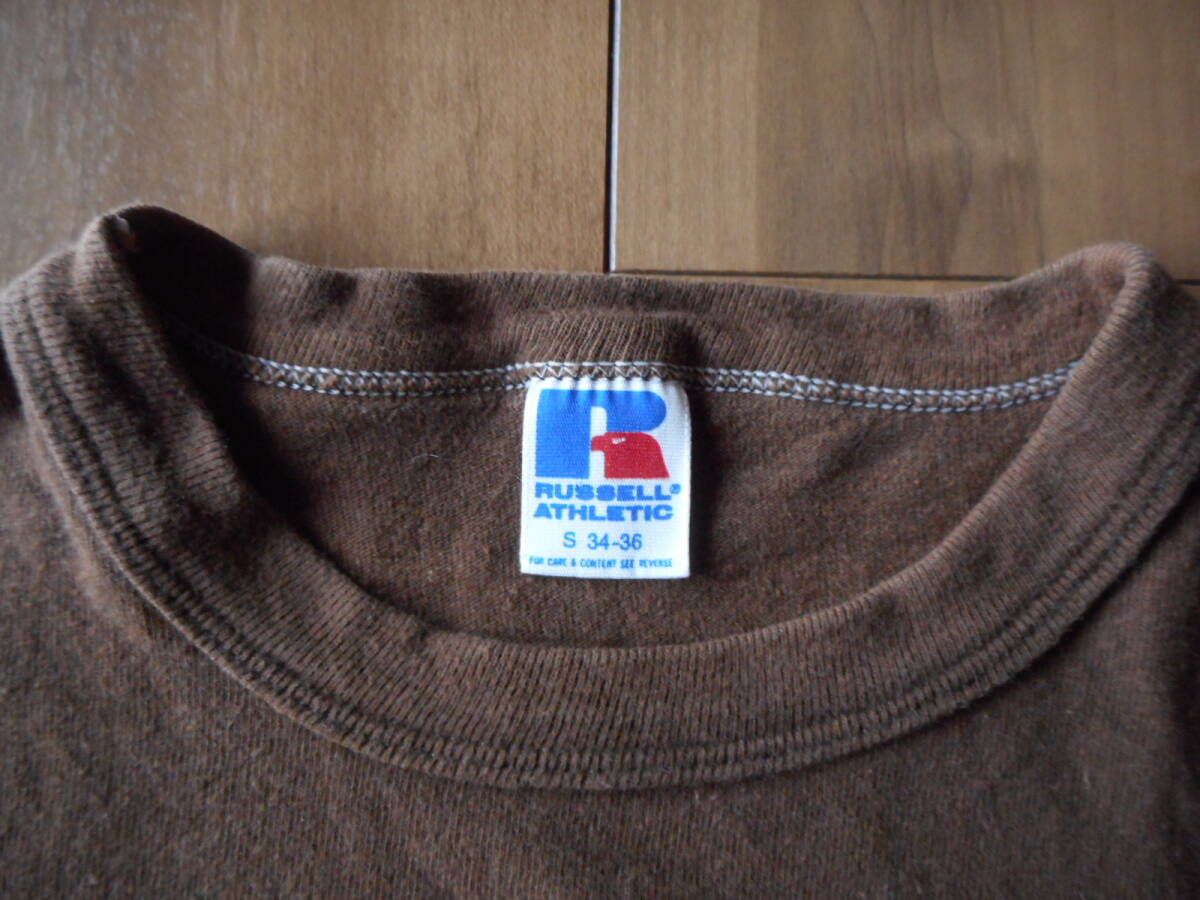 R
RUSSELL®
ATHLETIC
S 34-36
FOR CARE & CONTENT SEE REVERSE